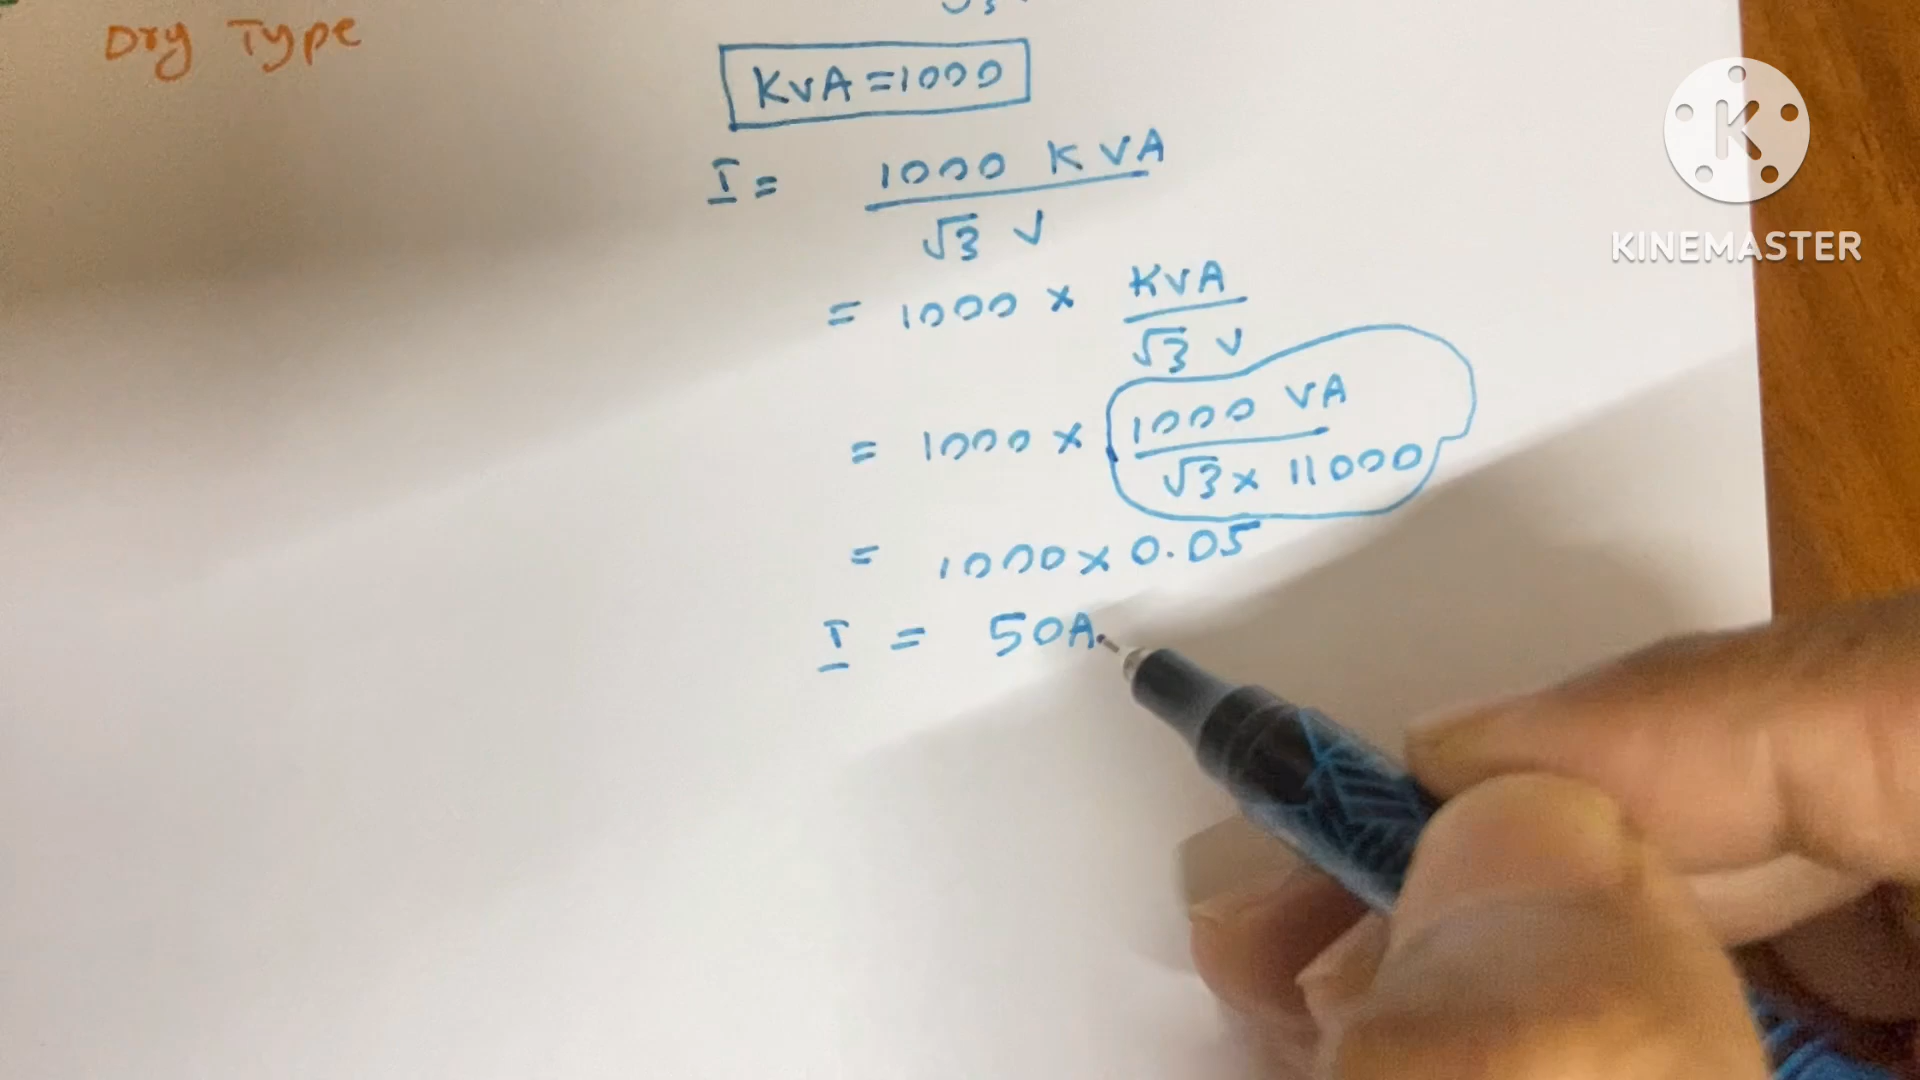 Dry Type
KVA = 1000
I = 1000 KVA / √3 V
= 1000 × KVA / √3 V
= 1000 × 1000 VA / √3 × 11000
= 1000 × 0.05
I = 50A
K
KINEMASTER